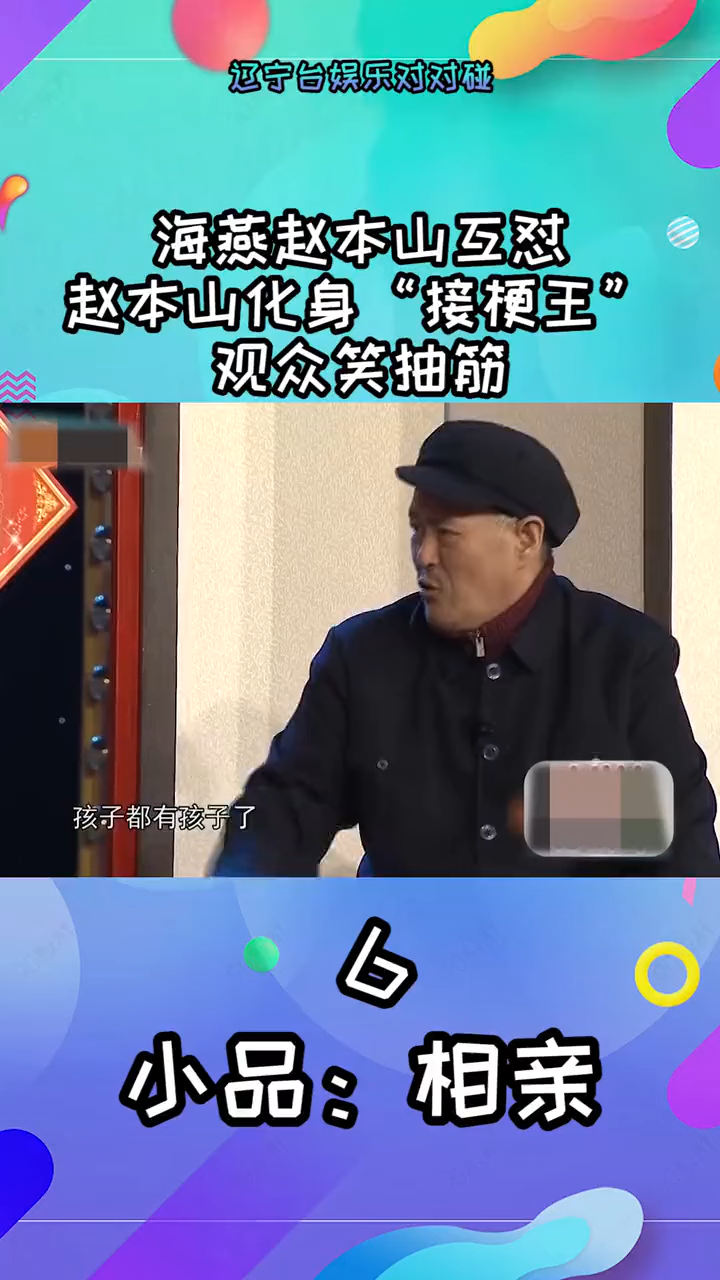 辽宁台娱乐对对碰
海燕赵本山互怼
赵本山化身“接梗王”
观众笑抽筋
孩子都有孩子了
6
小品：相亲